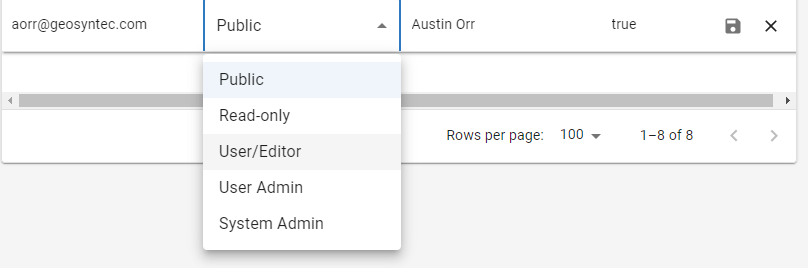 aorr@geosyntec.com Public Austin Orr true
Public
Read-only
User/Editor
Rows per page: 100 1–8 of 8
User Admin
System Admin